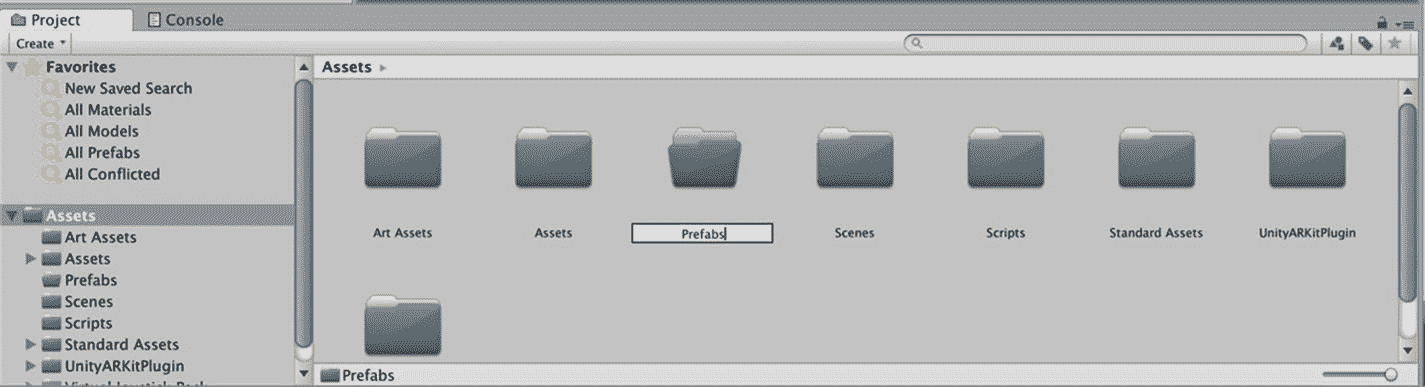 Project
Console
Create
Favorites
New Saved Search
All Materials
All Models
All Prefabs
All Conflicted
Assets
Art Assets
Assets
Prefabs
Scenes
Scripts
Standard Assets
UnityARKitPlugin
Assets
Art Assets
Assets
Prefabs
Scenes
Scripts
Standard Assets
UnityARKitPlugin
Prefabs